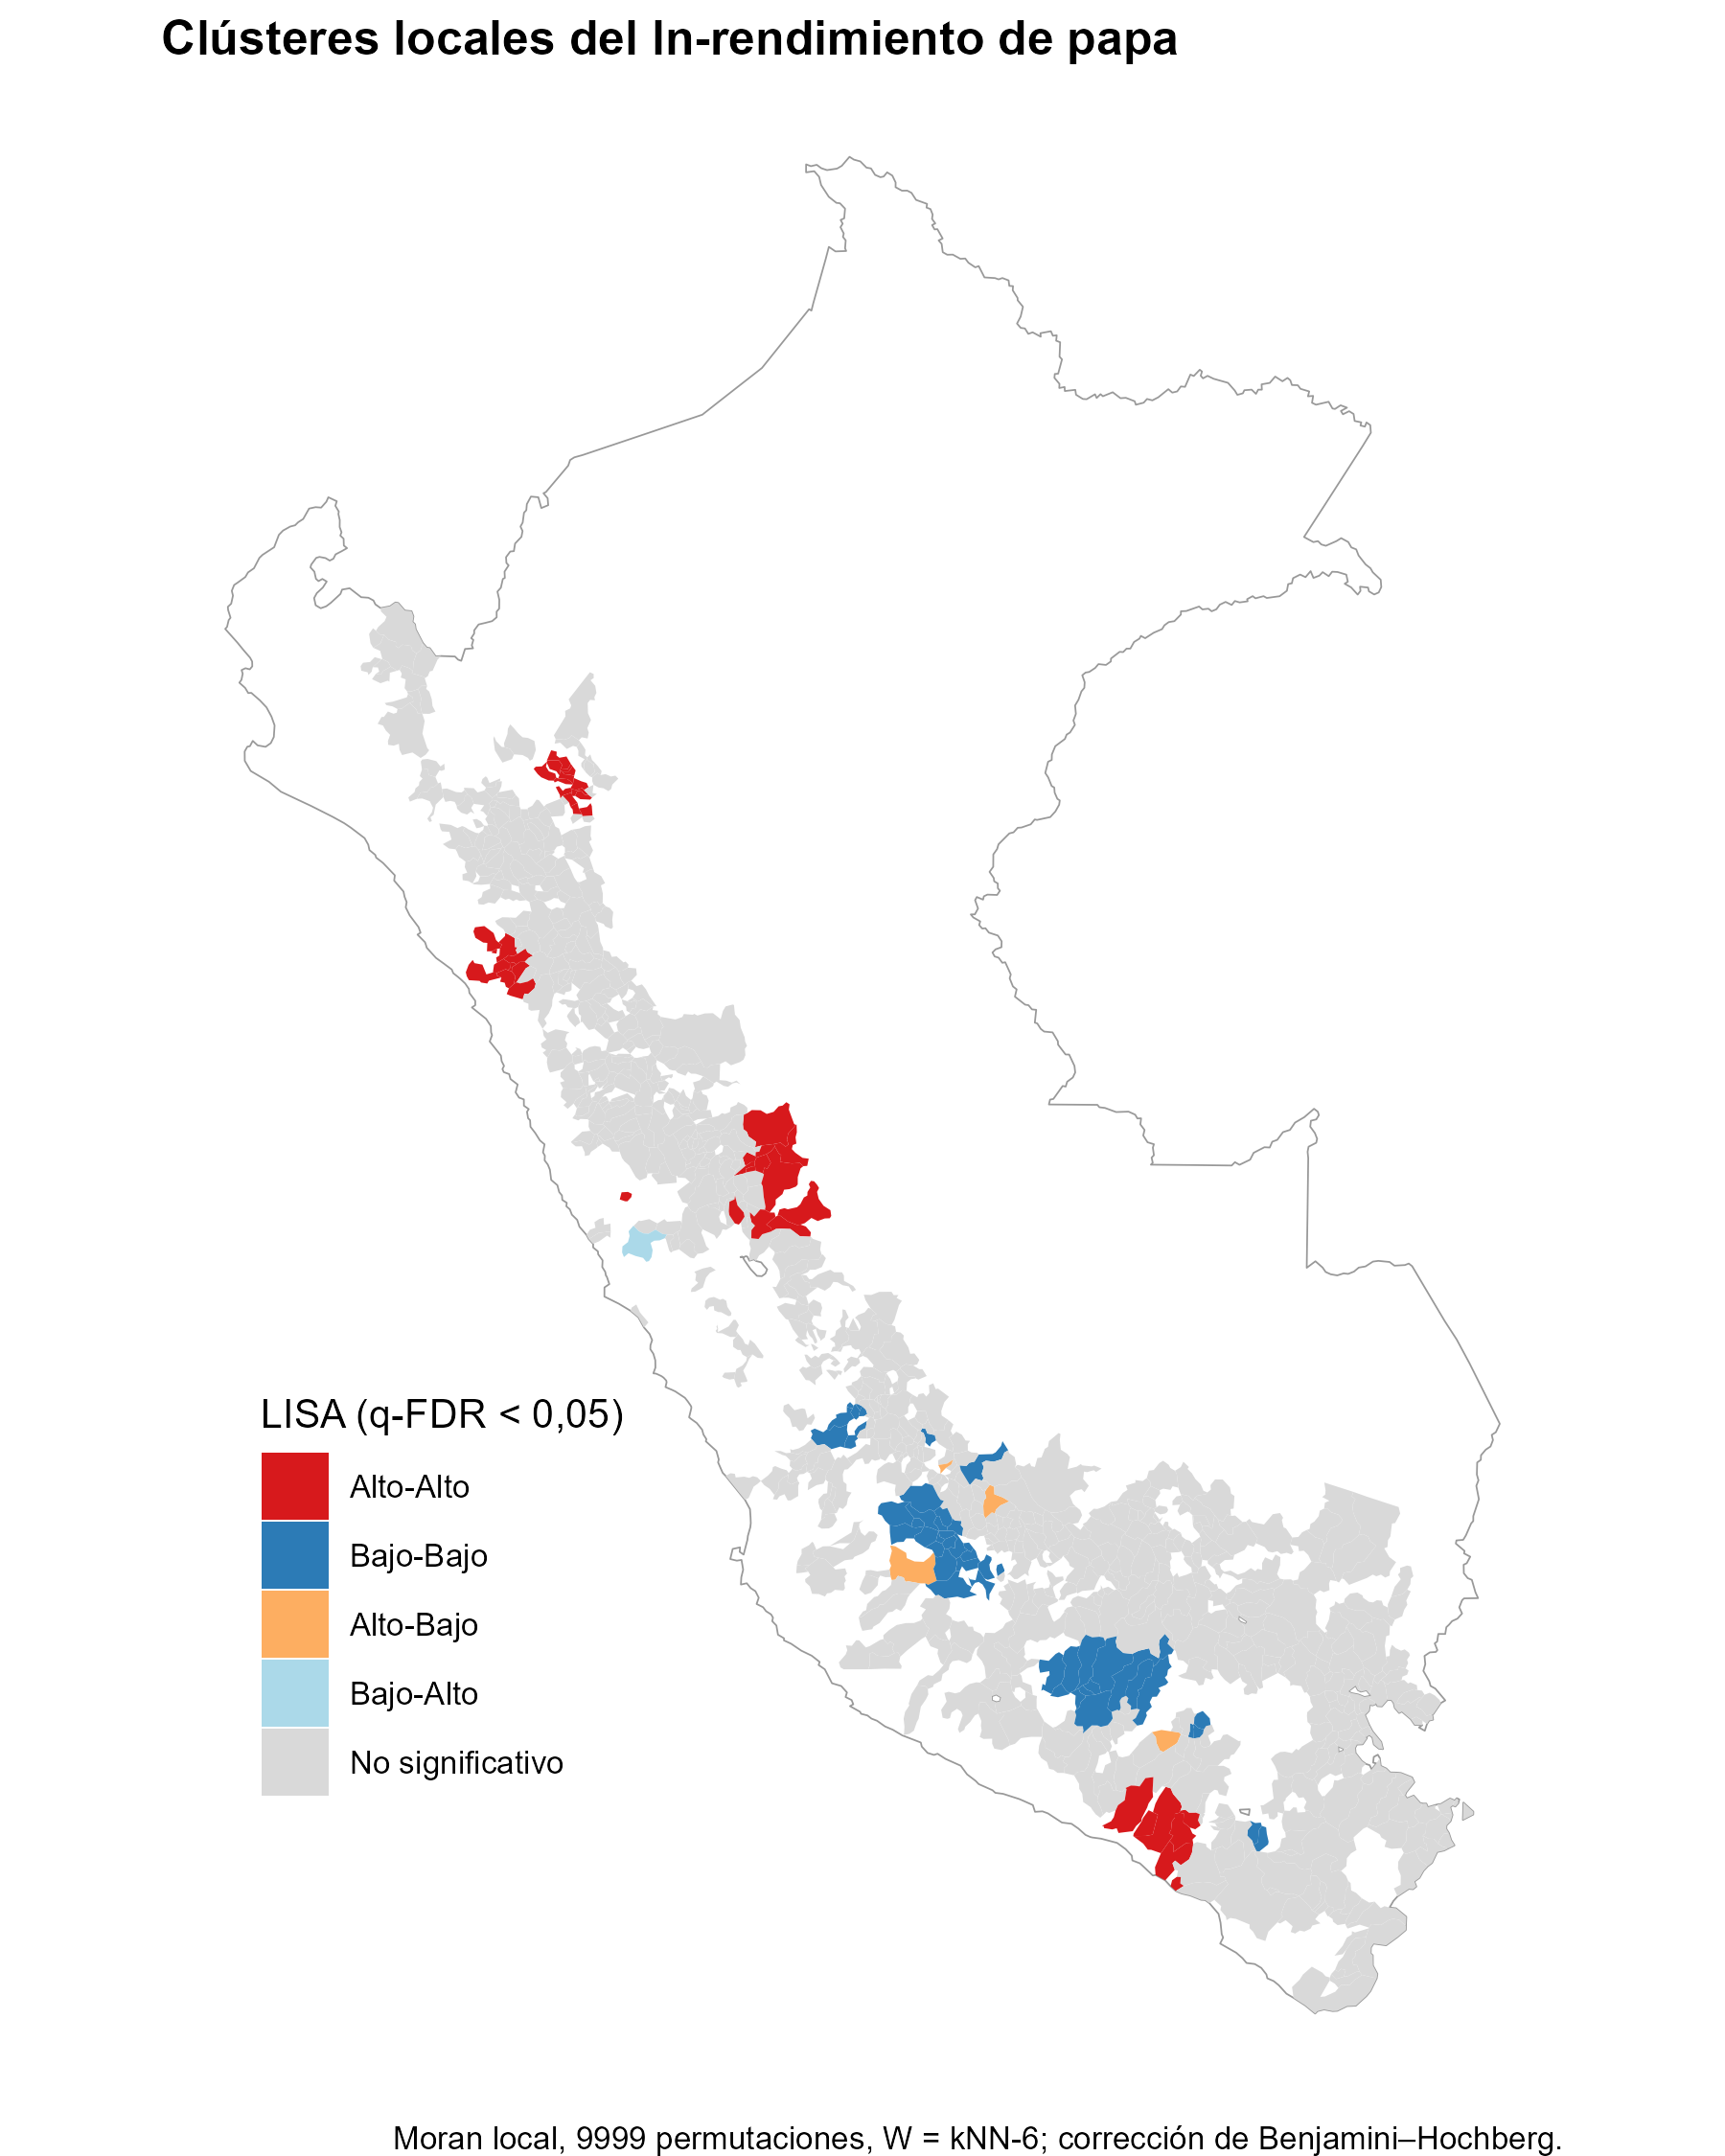 Clústeres locales del ln-rendimiento de papa
LISA (q-FDR < 0,05)
Alto-Alto
Bajo-Bajo
Alto-Bajo
Bajo-Alto
No significativo
Moran local, 9999 permutaciones, W = kNN-6; corrección de Benjamini–Hochberg.